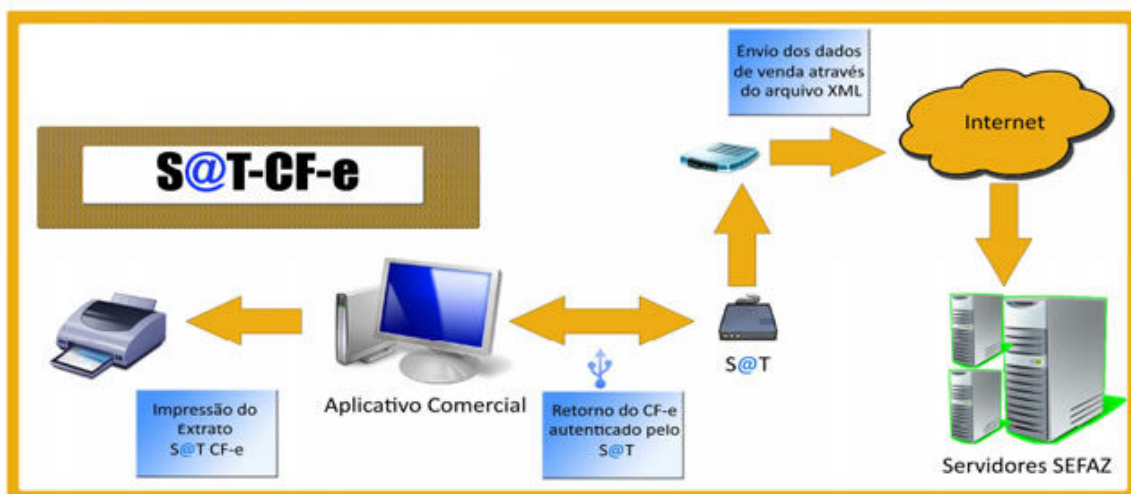 Envio dos dados
de venda através
do arquivo XML
Internet
S@T-CF-e
S@T
Aplicativo Comercial
Impressão do
Extrato
S@T CF-e
Retorno do CF-e
autenticado pelo
S@T
Servidores SEFAZ